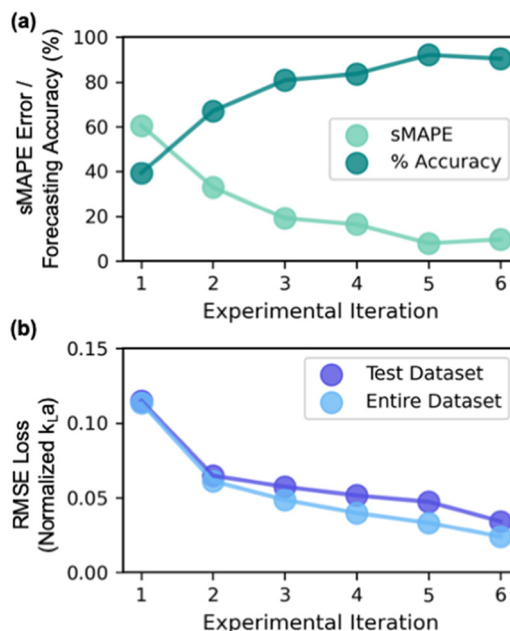 (a)
sMAPE Error /
Forecasting Accuracy (%)
100
80
60
40
20
0
sMAPE
% Accuracy
1 2 3 4 5 6
Experimental Iteration
(b)
RMSE Loss
(Normalized kLa)
0.15
0.10
0.05
0.00
Test Dataset
Entire Dataset
1 2 3 4 5 6
Experimental Iteration